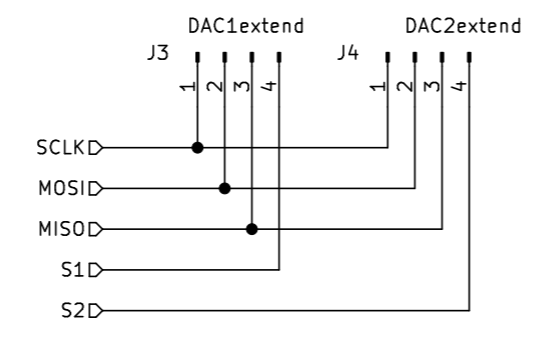 DAC1extend
DAC2extend
J3
J4
1 2 3 4
1 2 3 4
SCLK
MOSI
MISO
S1
S2